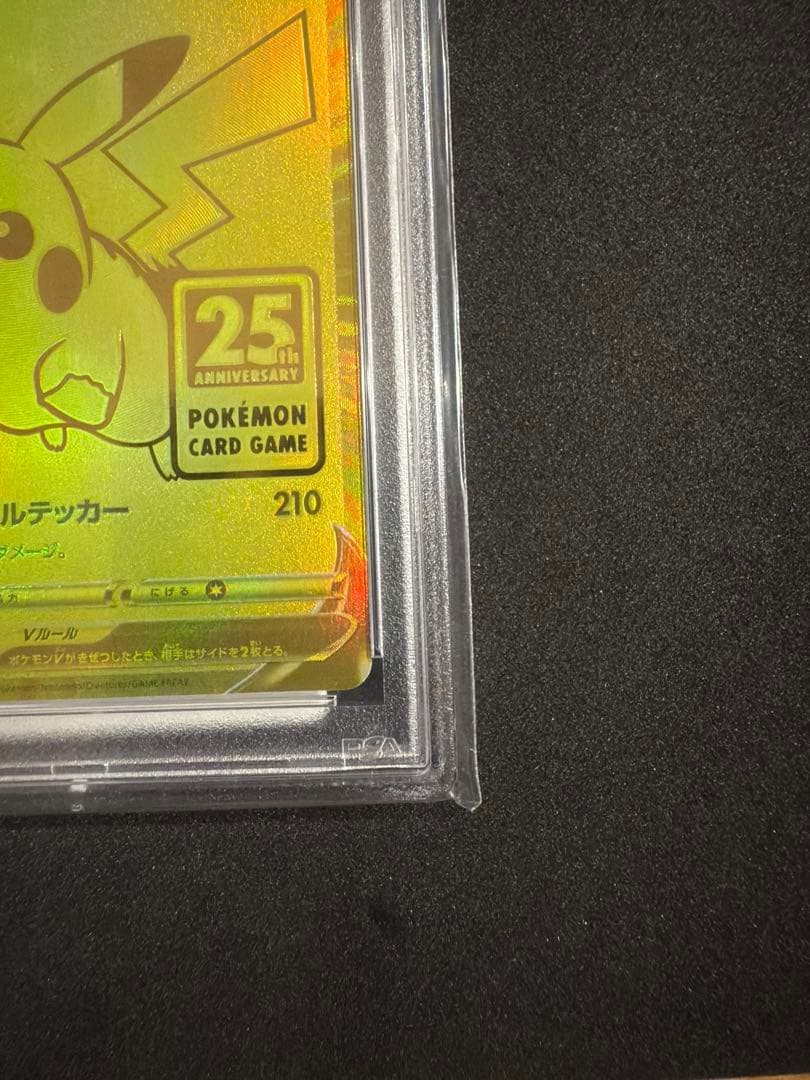 25th
ANNIVERSARY
POKÉMON
CARD GAME
ルテッカー 210
ダメージ。
にげる
Vルール
ポケモンVがきぜつしたとき、相手はサイドを2枚とる。
PSA